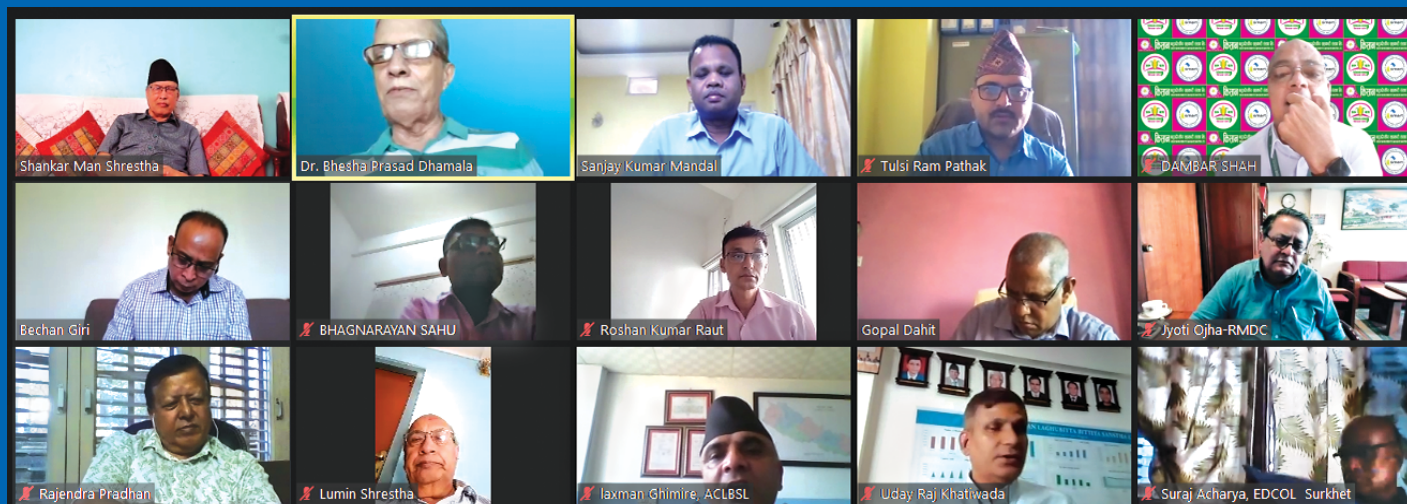 Shankar Man Shrestha
Dr. Bhesha Prasad Dhamala
Sanjay Kumar Mandal
Tulsi Ram Pathak
DAMBAR SHAH
Bechan Giri
BHAGNARAYAN SAHU
Roshan Kumar Raut
Gopal Dahit
Jyoti Ojha-RMDC
Rajendra Pradhan
Lumin Shrestha
laxman Ghimire, ACLBSL
Uday Raj Khatiwada
Suraj Acharya, EDCOL Surkhet